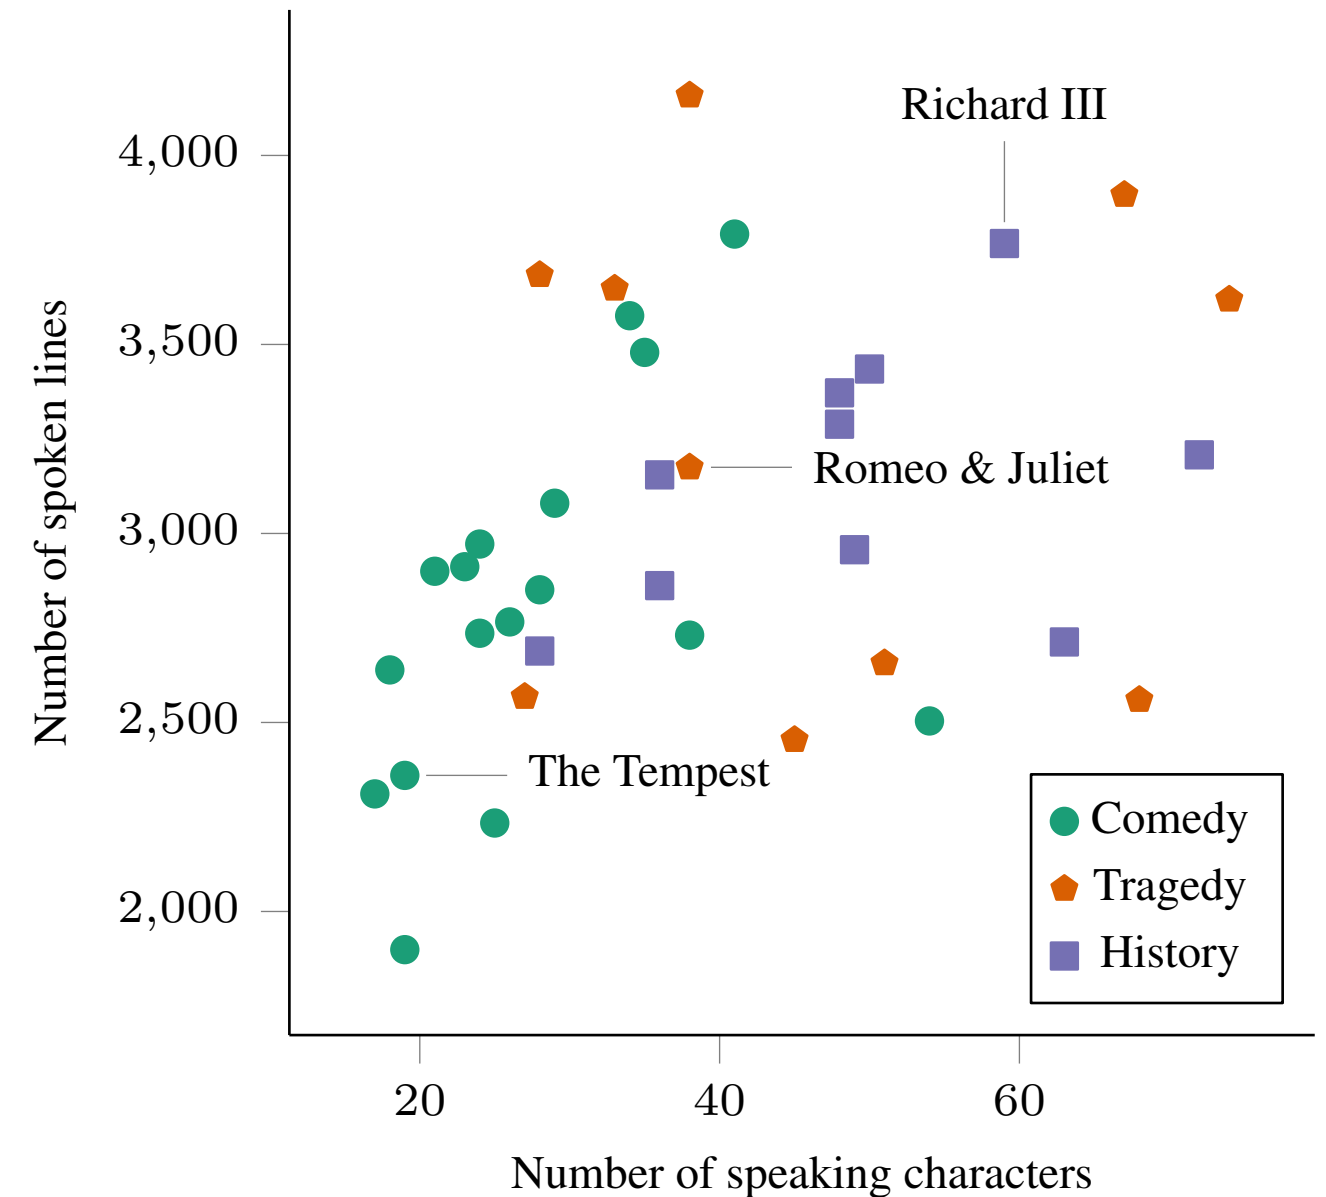 Richard III
4,000
3,500
Romeo & Juliet
3,000
2,500
The Tempest
2,000
Number of spoken lines
Comedy
Tragedy
History
20
40
60
Number of speaking characters